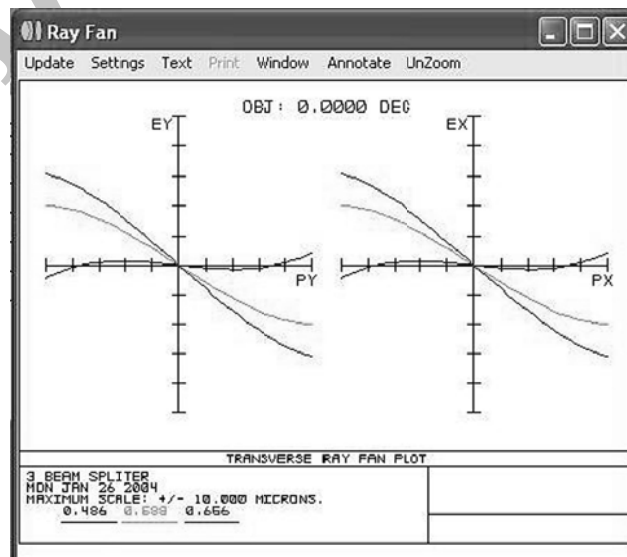 Ray Fan
Update Settngs Text Print Window Annotate UnZoom
OBJ: 0.0000 DEG
EY EX
PY PX
TRANSVERSE RAY FAN PLOT
3 BEAM SPLITER
MON JAN 26 2004
MAXIMUM SCALE: +/- 10.000 MICRONS.
0.486 0.588 0.656